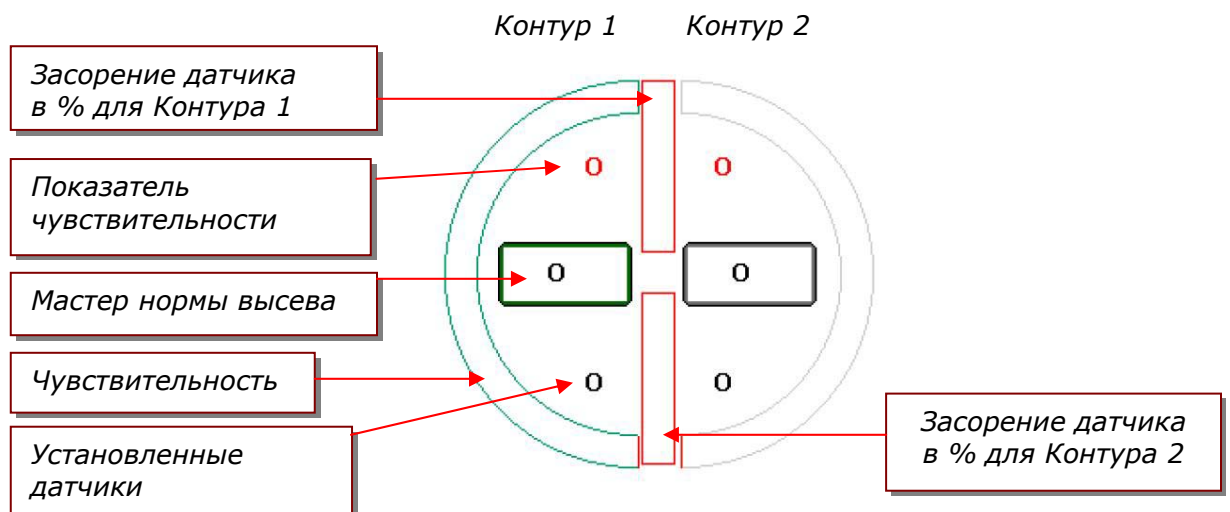 Контур 1 Контур 2
Засорение датчика
в % для Контура 1
Показатель
чувствительности
0 0
Мастер нормы высева
0 0
Чувствительность
0 0
Установленные
датчики
Засорение датчика
в % для Контура 2